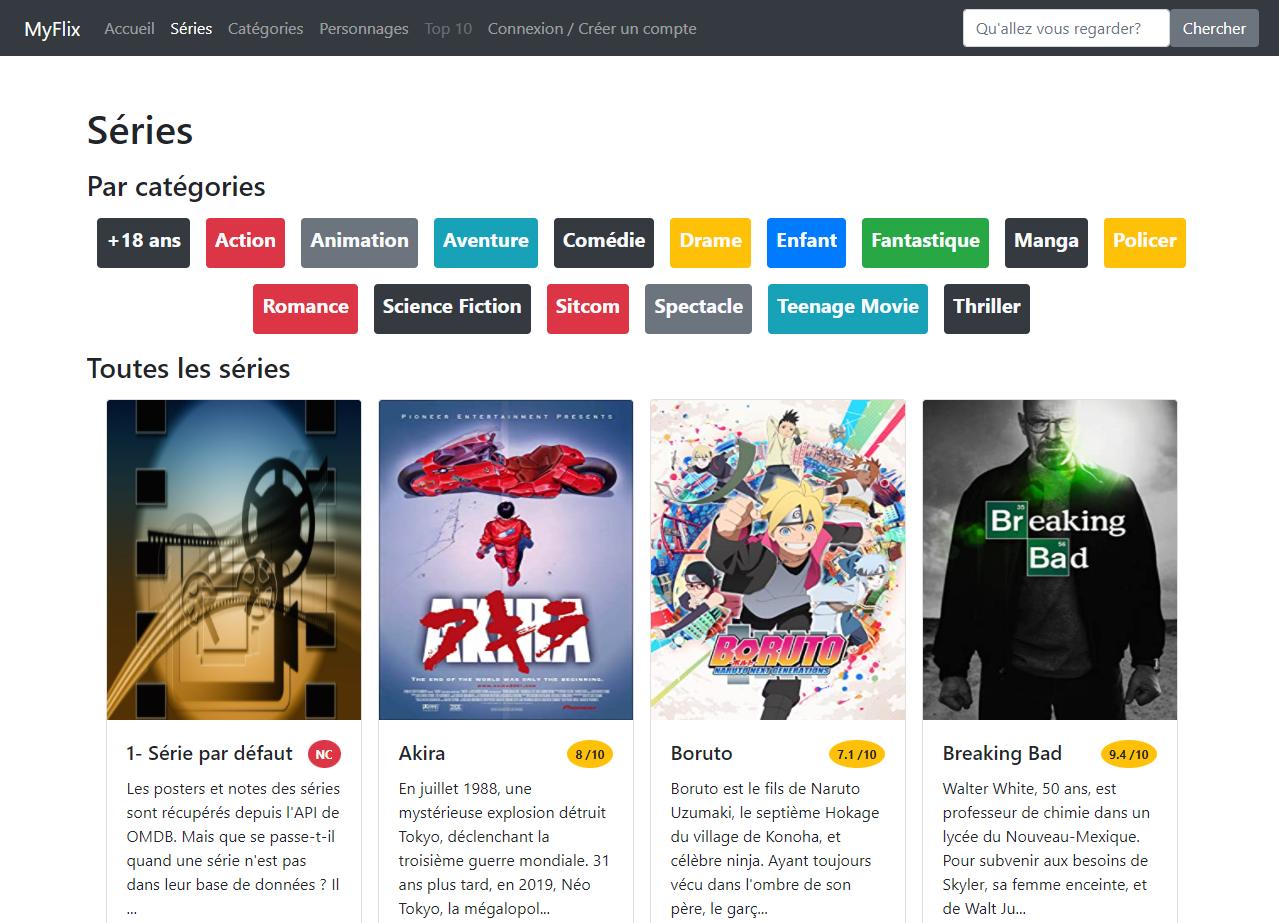 MyFlix Accueil Séries Catégories Personnages Top 10 Connexion / Créer un compte Qu'allez vous regarder? Chercher
Séries
Par catégories
+18 ans Action Animation Aventure Comédie Drame Enfant Fantastique Manga Policer
Romance Science Fiction Sitcom Spectacle Teenage Movie Thriller
Toutes les séries
PIONEER ENTERTAINMENT PRESENTS
AKIRA
アキラ
THE END OF THE WORLD WAS ONLY THE BEGINNING.
BORUTO
NARUTO NEXT GENERATIONS
35
Breaking
56
Bad
1- Série par défaut NC
Les posters et notes des séries
sont récupérés depuis l'API de
OMDB. Mais que se passe-t-il
quand une série n'est pas
dans leur base de données ? Il
...
Akira 8 /10
En juillet 1988, une
mystérieuse explosion détruit
Tokyo, déclenchant la
troisième guerre mondiale. 31
ans plus tard, en 2019, Néo
Tokyo, la mégalopol...
Boruto 7.1 /10
Boruto est le fils de Naruto
Uzumaki, le septième Hokage
du village de Konoha, et
célèbre ninja. Ayant toujours
vécu dans l'ombre de son
père, le garç...
Breaking Bad 9.4 /10
Walter White, 50 ans, est
professeur de chimie dans un
lycée du Nouveau-Mexique.
Pour subvenir aux besoins de
Skyler, sa femme enceinte, et
de Walt Ju...